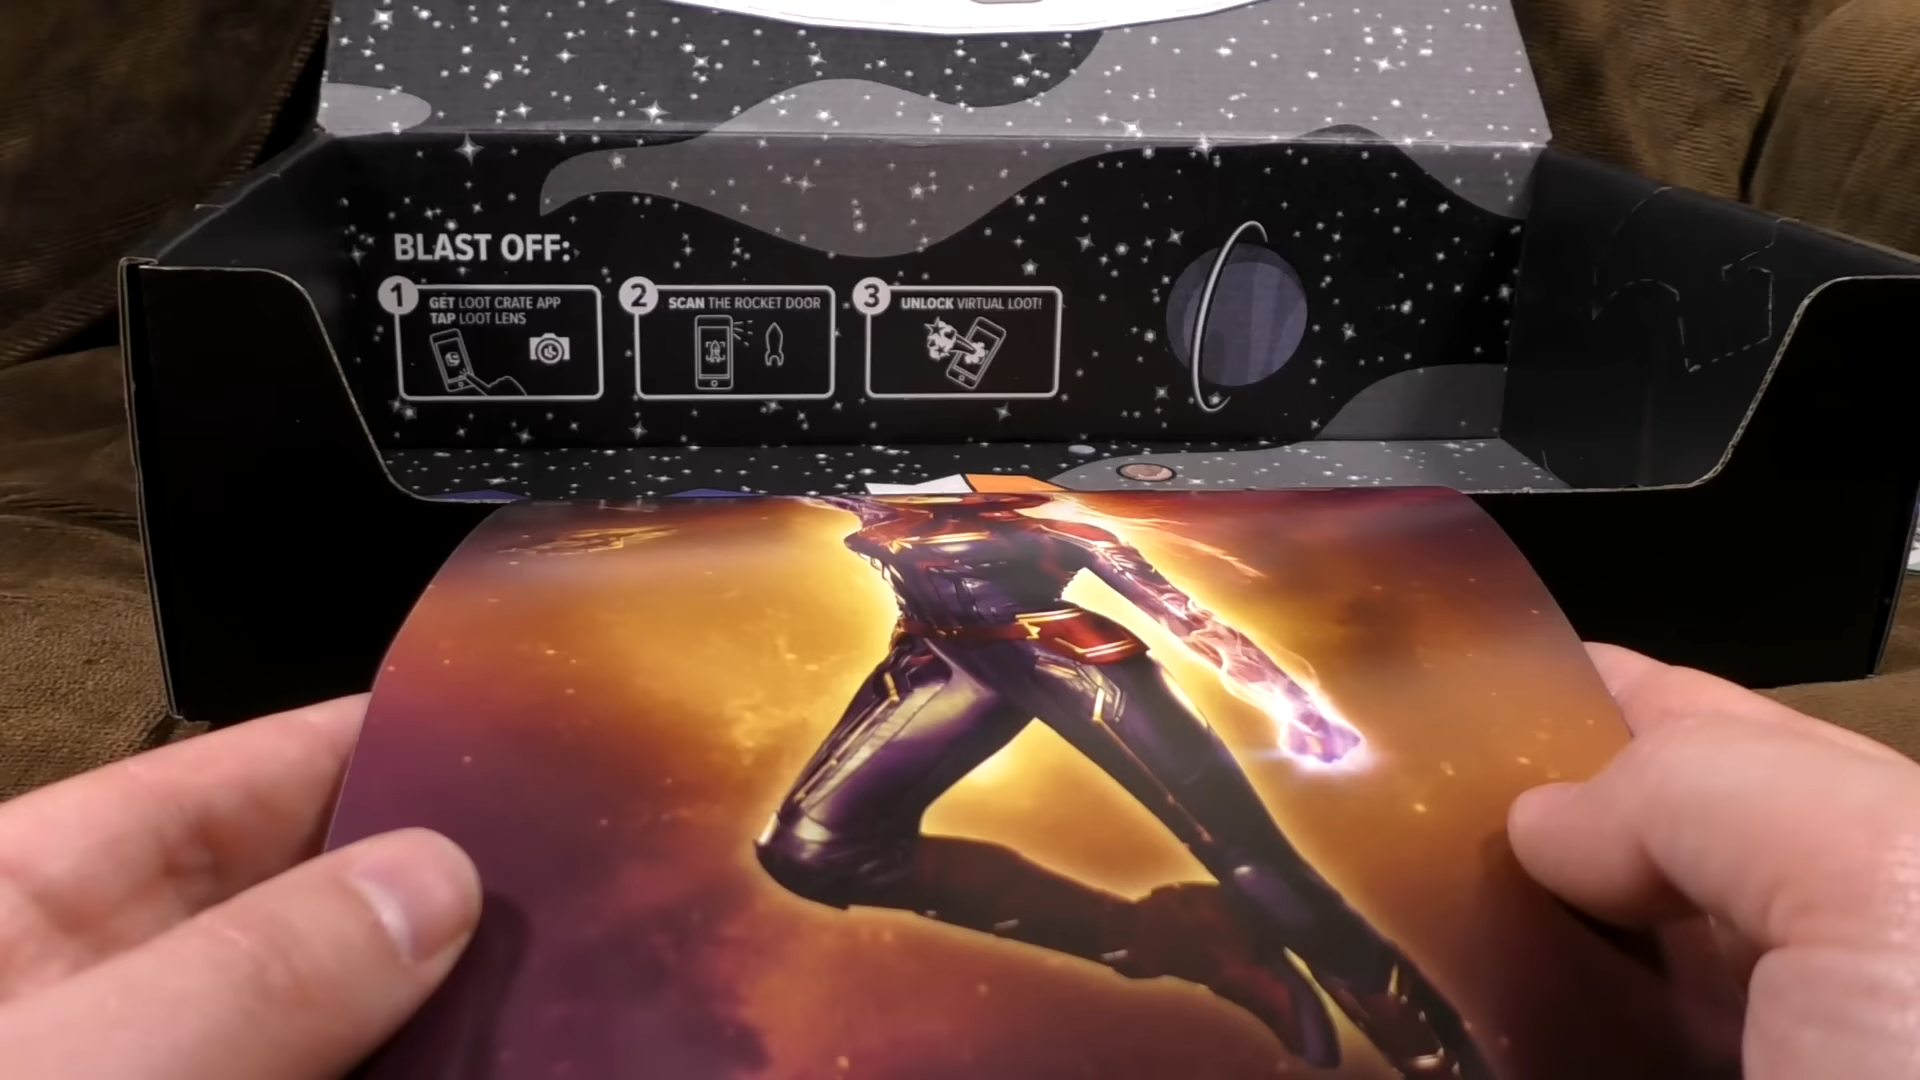 BLAST OFF:
1
GET LOOT CRATE APP
TAP LOOT LENS
2
SCAN THE ROCKET DOOR
3
UNLOCK VIRTUAL LOOT!